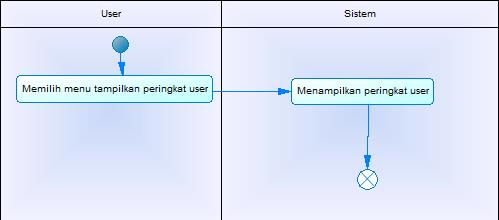 User
Sistem
Memilih menu tampilkan peringkat user
Menampilkan peringkat user